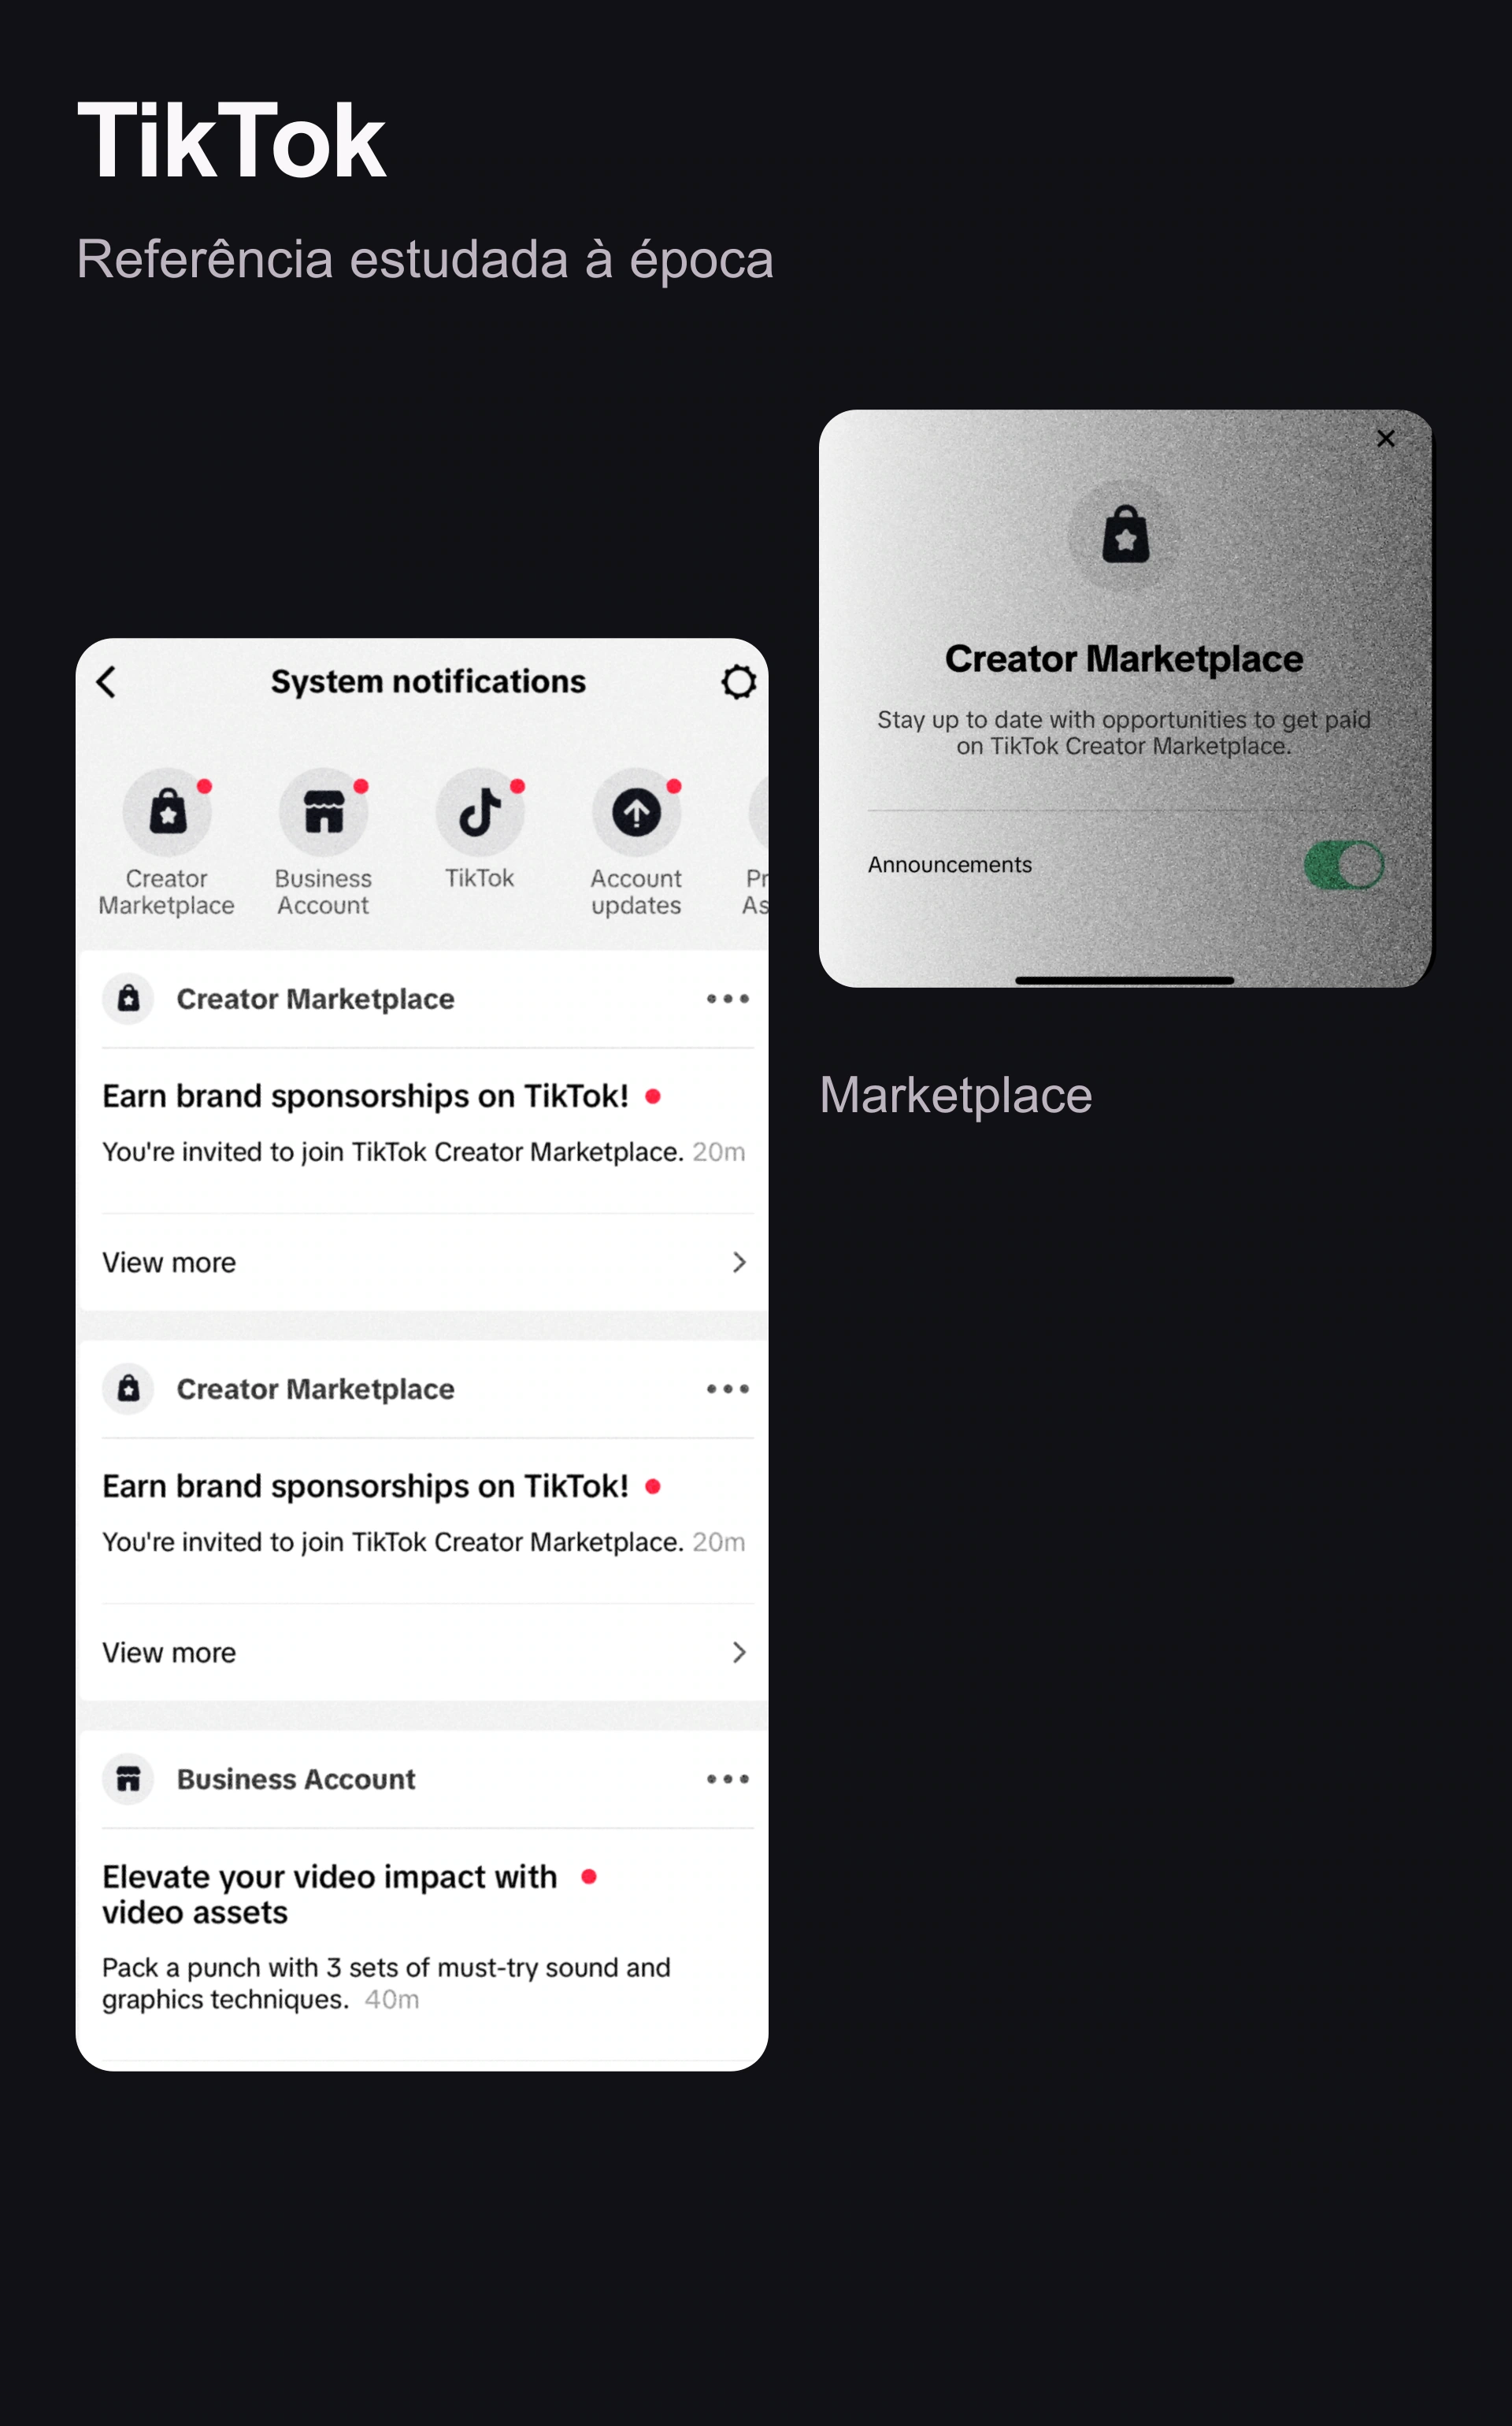 TikTok
Referência estudada à época
System notifications
Creator
Marketplace
Business
Account
TikTok
Account
updates
Pr
As
Creator Marketplace
Earn brand sponsorships on TikTok!
You're invited to join TikTok Creator Marketplace. 20m
View more
Creator Marketplace
Earn brand sponsorships on TikTok!
You're invited to join TikTok Creator Marketplace. 20m
View more
Business Account
Elevate your video impact with
video assets
Pack a punch with 3 sets of must-try sound and
graphics techniques. 40m
Creator Marketplace
Stay up to date with opportunities to get paid
on TikTok Creator Marketplace.
Announcements
Marketplace